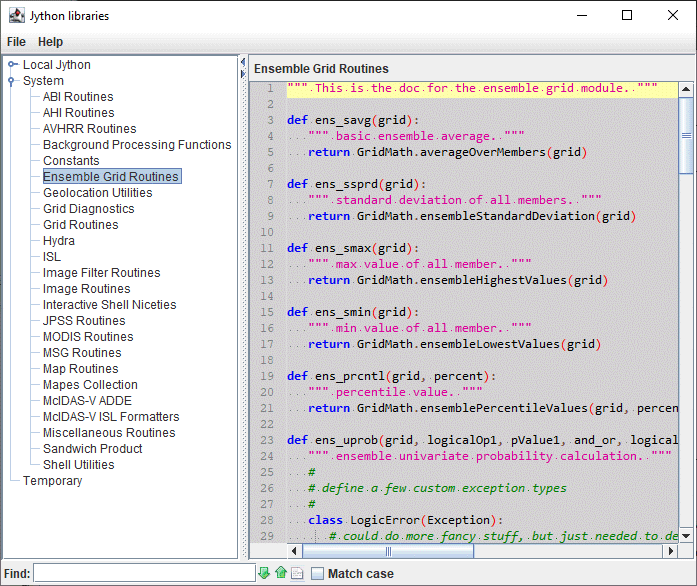 Jython libraries
File Help
Local Jython
System
ABI Routines
AHI Routines
AVHRR Routines
Background Processing Functions
Constants
Ensemble Grid Routines
Geolocation Utilities
Grid Diagnostics
Grid Routines
Hydra
ISL
Image Filter Routines
Image Routines
Interactive Shell Niceties
JPSS Routines
MODIS Routines
MSG Routines
Map Routines
Mapes Collection
McIDAS-V ADDE
McIDAS-V ISL Formatters
Miscellaneous Routines
Sandwich Product
Shell Utilities
Temporary
Ensemble Grid Routines
1 """ This is the doc for the ensemble grid module. """
2
3 def ens_savg(grid):
4 """ basic ensemble average. """
5 return GridMath.averageOverMembers(grid)
6
7 def ens_ssprd(grid):
8 """ standard deviation of all members. """
9 return GridMath.ensembleStandardDeviation(grid)
10
11 def ens_smax(grid):
12 """ max value of all member. """
13 return GridMath.ensembleHighestValues(grid)
14
15 def ens_smin(grid):
16 """ min value of all member. """
17 return GridMath.ensembleLowestValues(grid)
18
19 def ens_prcntl(grid, percent):
20 """ percentile value. """
21 return GridMath.ensemblePercentileValues(grid, percen
22
23 def ens_uprob(grid, logicalOp1, pValue1, and_or, logical
24 """ ensemble univariate probability calculation. """
25 #
26 # define a few custom exception types
27 #
28 class LogicError(Exception):
29 # could do more fancy stuff, but just needed to de
Find: Match case